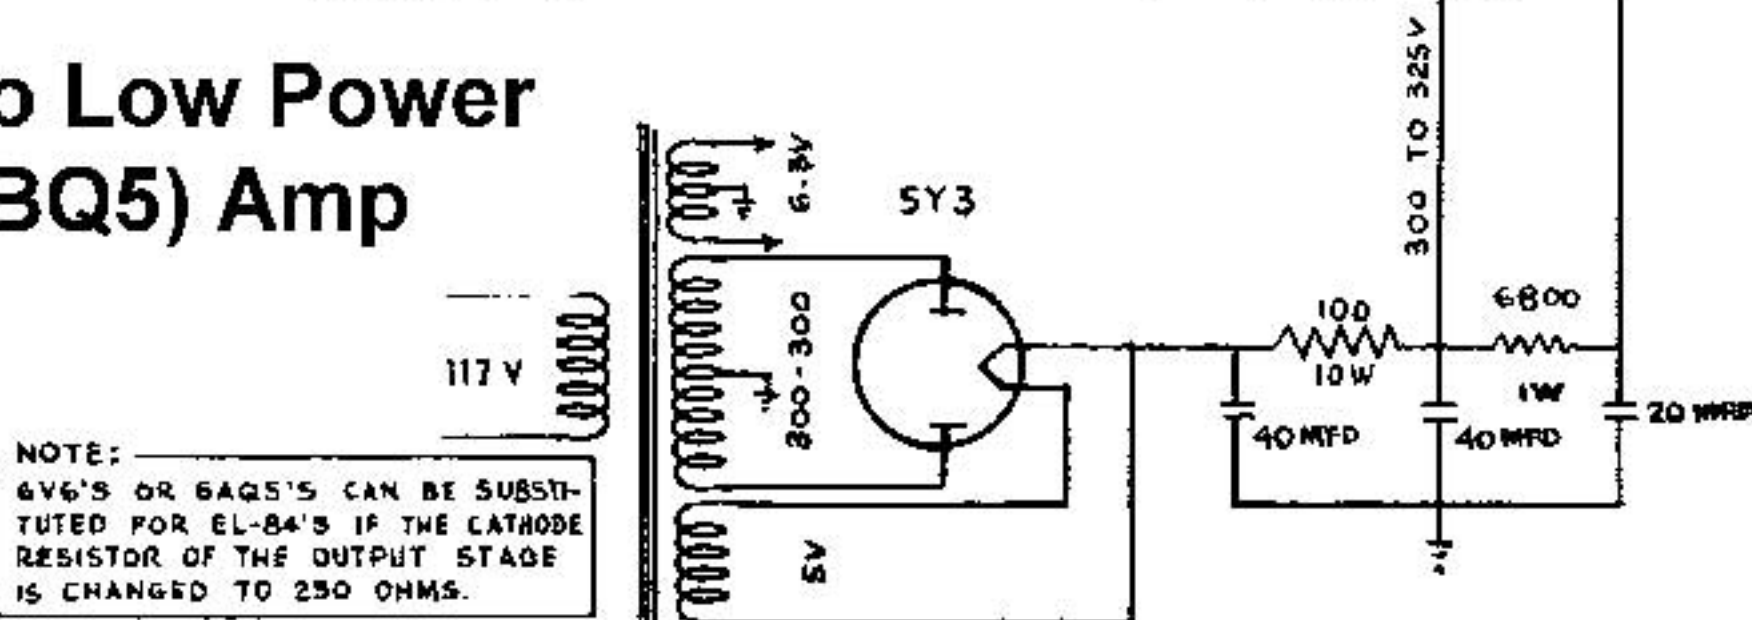 o Low Power
BQ5) Amp
6.3V
5Y3
300-300
117 V
5V
300 TO 325V
100
10W
6800
1W
40 MFD
40 MFD
20 MFD
NOTE:
6V6'S OR 6AQ5'S CAN BE SUBSTI-
TUTED FOR EL-84'S IF THE CATHODE
RESISTOR OF THE OUTPUT STAGE
IS CHANGED TO 250 OHMS.